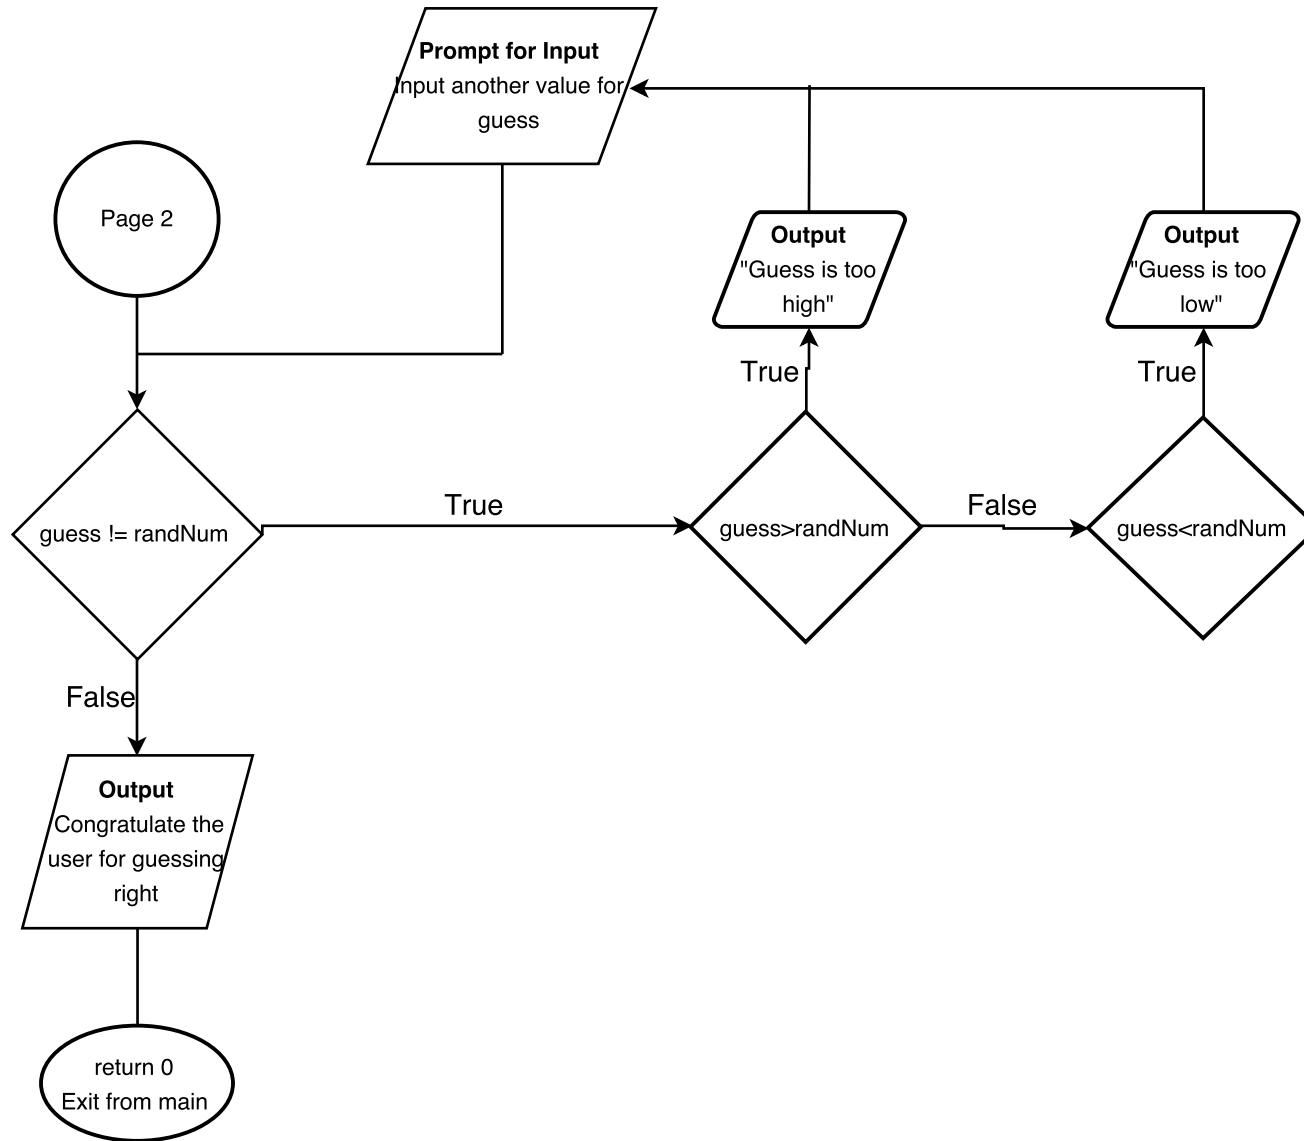 Prompt for Input
Input another value for
guess
Page 2
Output
"Guess is too
high"
Output
"Guess is too
low"
True
True
guess != randNum
True
guess>randNum
False
guess<randNum
False
Output
Congratulate the
user for guessing
right
return 0
Exit from main